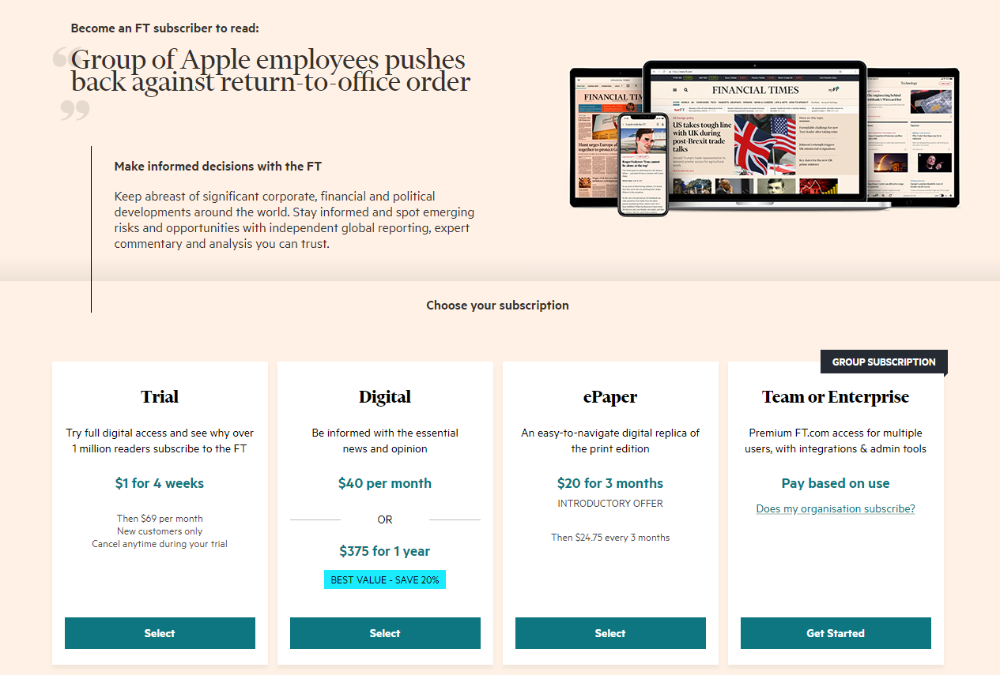 Become an FT subscriber to read:
“Group of Apple employees pushes
back against return-to-office order
”
Make informed decisions with the FT
Keep abreast of significant corporate, financial and political
developments around the world. Stay informed and spot emerging
risks and opportunities with independent global reporting, expert
commentary and analysis you can trust.
FINANCIAL TIM
FINANCIAL TIMES
myFT
Technology
US takes tough line
with UK during
post-Brexit trade
talks
Choose your subscription
GROUP SUBSCRIPTION
Trial
Try full digital access and see why over
1 million readers subscribe to the FT
$1 for 4 weeks
Then $69 per month
New customers only
Cancel anytime during your trial
Select
Digital
Be informed with the essential
news and opinion
$40 per month
OR
$375 for 1 year
BEST VALUE - SAVE 20%
Select
ePaper
An easy-to-navigate digital replica of
the print edition
$20 for 3 months
INTRODUCTORY OFFER
Then $24.75 every 3 months
Select
Team or Enterprise
Premium FT.com access for multiple
users, with integrations & admin tools
Pay based on use
Does my organisation subscribe?
Get Started